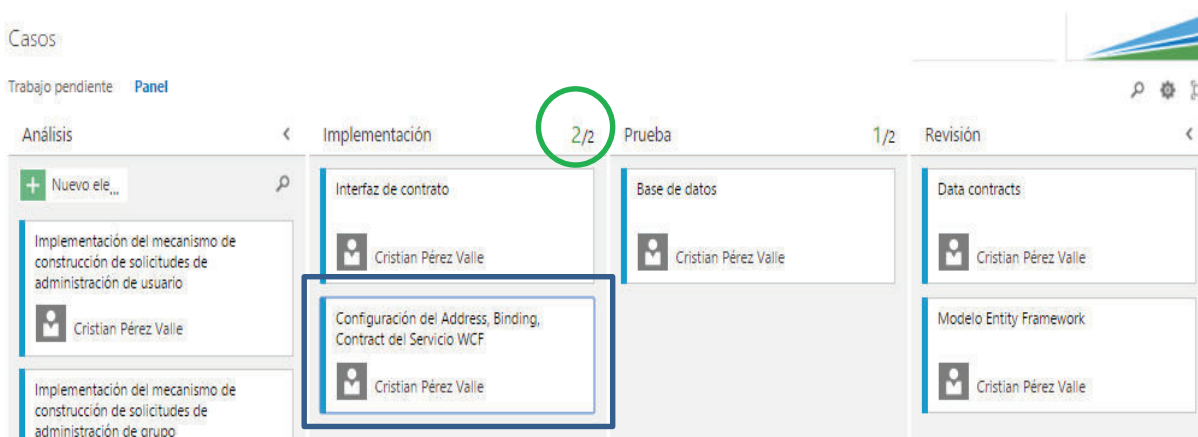 Casos
Trabajo pendiente Panel
Análisis
Nuevo ele...
Implementación del mecanismo de
construcción de solicitudes de
administración de usuario
Cristian Pérez Valle
Implementación del mecanismo de
construcción de solicitudes de
administración de grupo
Implementación 2/2
Interfaz de contrato
Cristian Pérez Valle
Configuración del Address, Binding,
Contract del Servicio WCF
Cristian Pérez Valle
Prueba 1/2
Base de datos
Cristian Pérez Valle
Revisión
Data contracts
Cristian Pérez Valle
Modelo Entity Framework
Cristian Pérez Valle